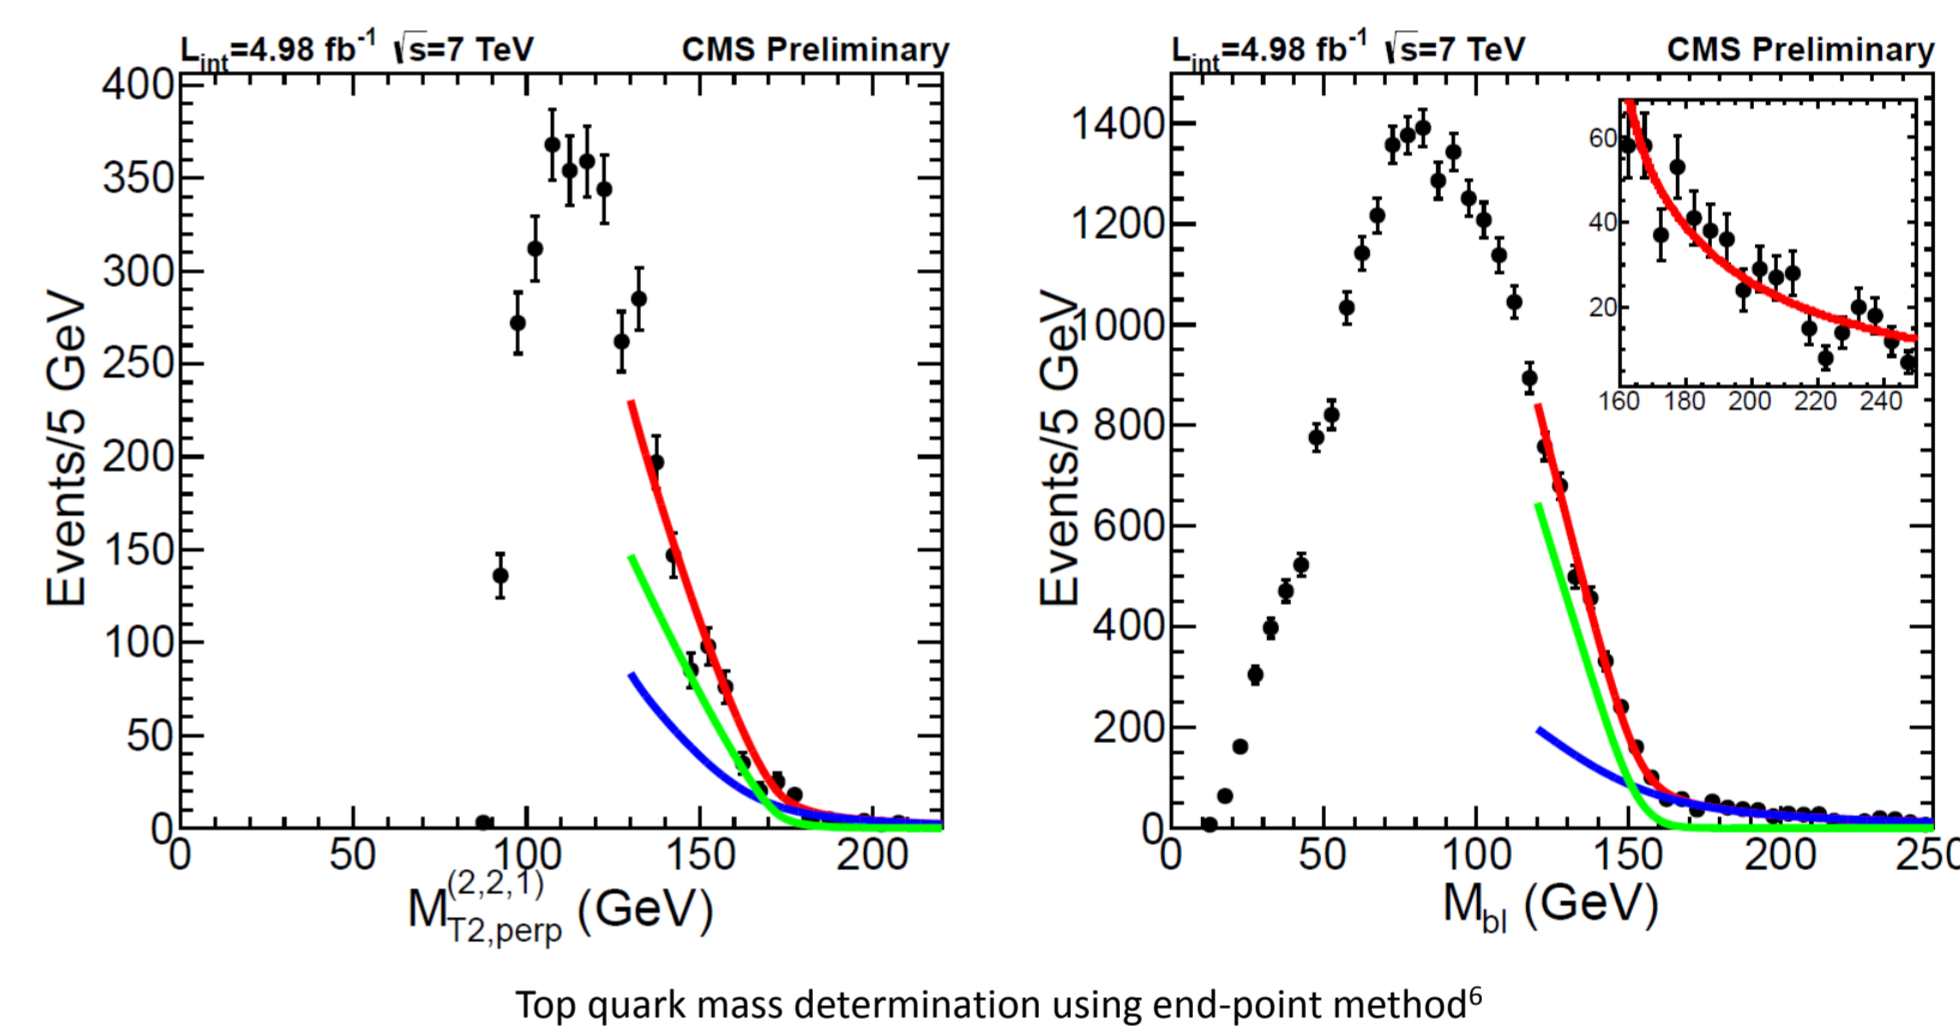 L_int=4.98 fb⁻¹ √s=7 TeV CMS Preliminary
400
350
300
250
200
150
100
50
0
Events/5 GeV
0 50 100 150 200
M_T2,perp^(2,2,1) (GeV)
L_int=4.98 fb⁻¹ √s=7 TeV CMS Preliminary
1400
1200
1000
800
600
400
200
0
Events/5 GeV
60
40
20
160 180 200 220 240
0 50 100 150 200 250
M_bl (GeV)
Top quark mass determination using end-point method⁶